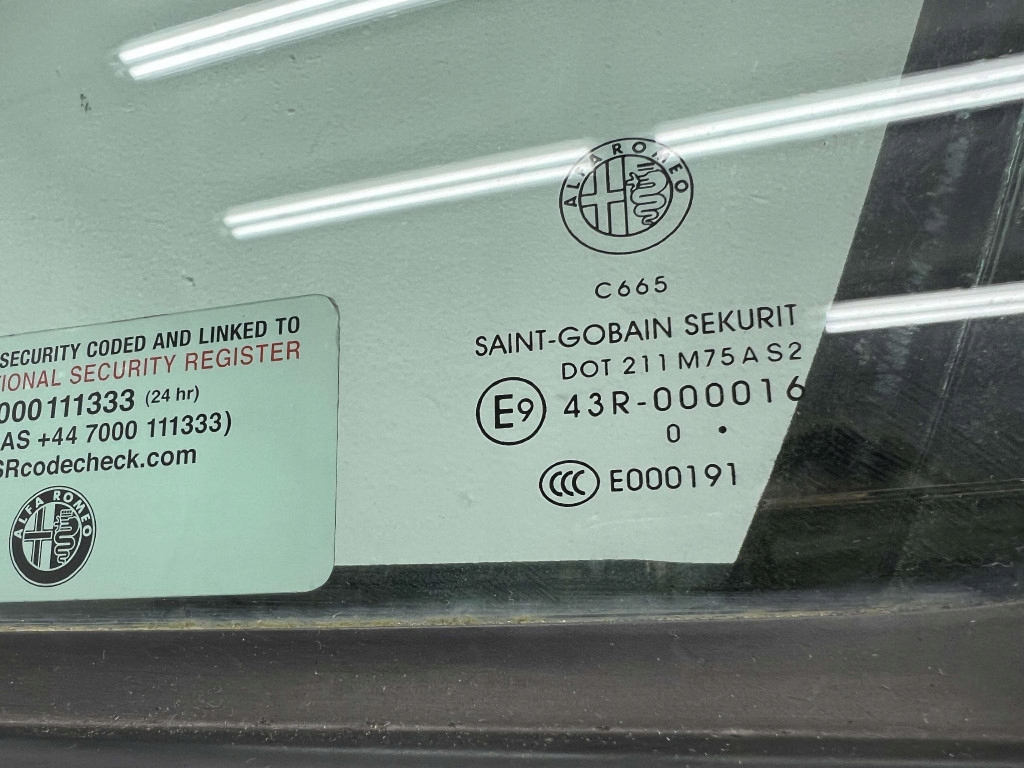 ALFA ROMEO
C665
SAINT-GOBAIN SEKURIT
DOT 211 M75 A S2
E9 43R-000016
0 .
CCC E000191
SECURITY CODED AND LINKED TO
IONAL SECURITY REGISTER
000111333 (24 hr)
AS +44 7000 111333)
SRcodecheck.com
ALFA ROMEO